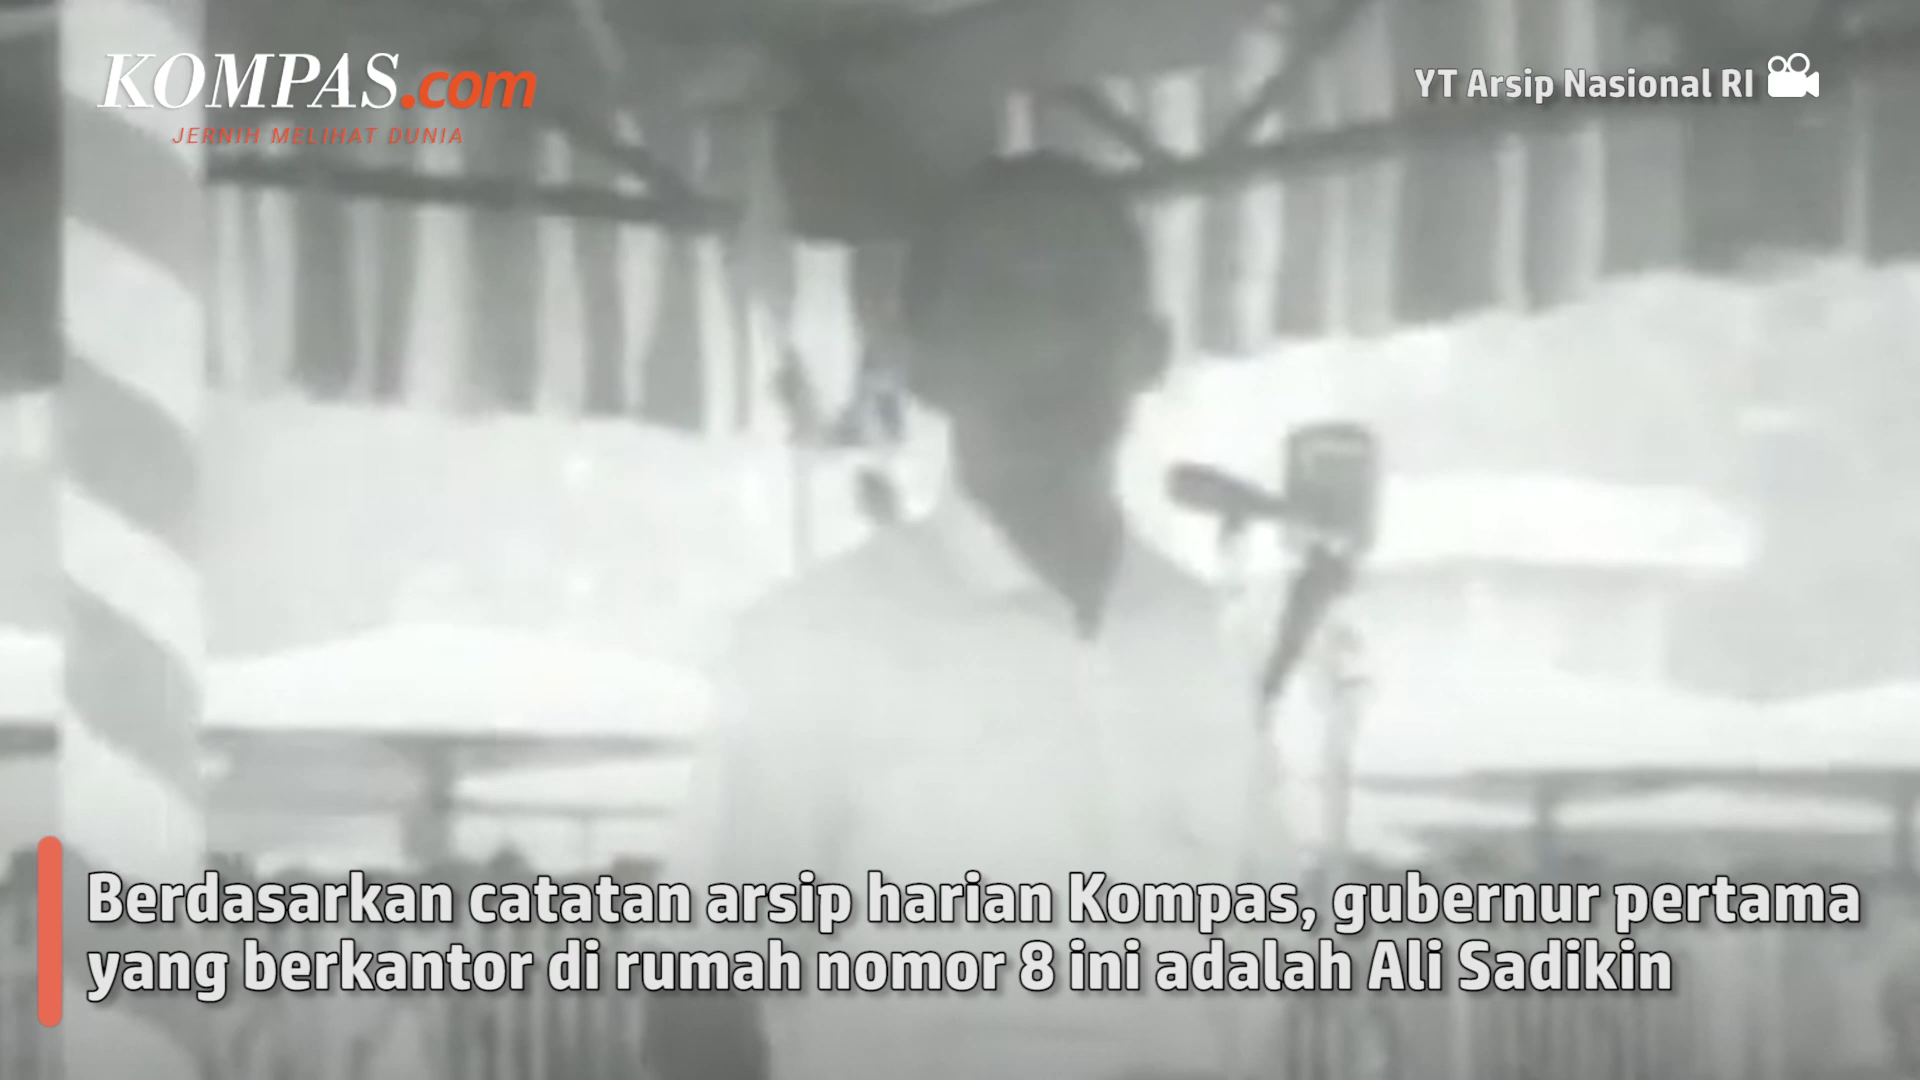 KOMPAS.com
JERNIH MELIHAT DUNIA
YT Arsip Nasional RI
Berdasarkan catatan arsip harian Kompas, gubernur pertama
yang berkantor di rumah nomor 8 ini adalah Ali Sadikin